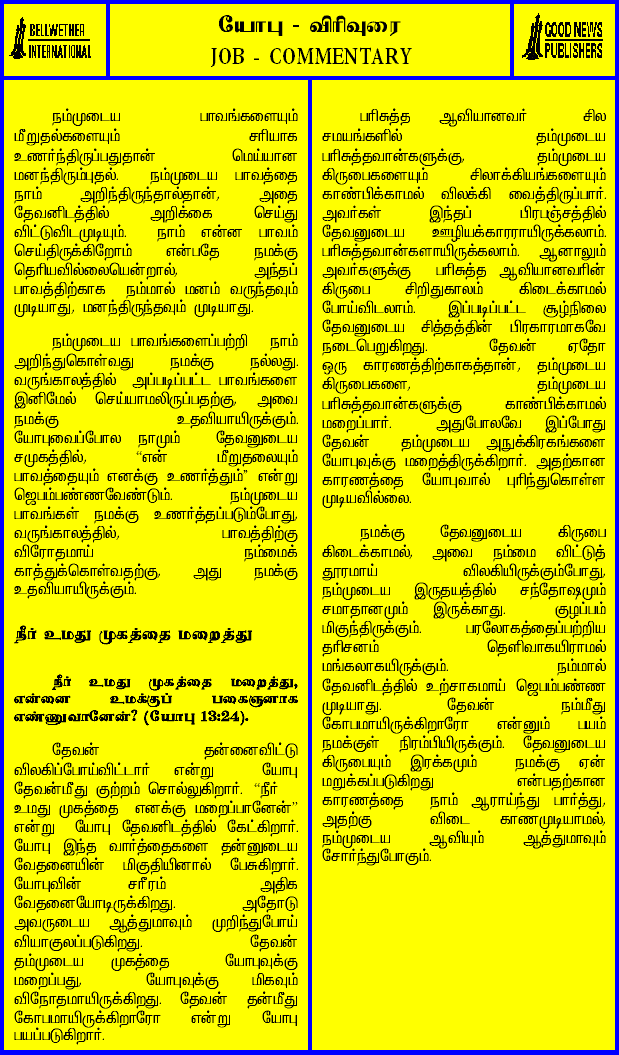 BELLWETHER
INTERNATIONAL
யோபு - விரிவுரை
JOB - COMMENTARY
GOOD NEWS
PUBLISHERS
நம்முடைய பாவங்களையும்
மீறுதல்களையும் சரியாக
உணர்ந்திருப்பதுதான் மெய்யான
மனந்திரும்புதல். நம்முடைய பாவத்தை
நாம் அறிந்திருந்தால்தான், அதை
தேவனிடத்தில் அறிக்கை செய்து
விட்டுவிடமுடியும். நாம் என்ன பாவம்
செய்திருக்கிறோம் என்பதே நமக்கு
தெரியவில்லையென்றால், அந்தப்
பாவத்திற்காக நம்மால் மனம் வருந்தவும்
முடியாது, மனந்திருந்தவும் முடியாது.
நம்முடைய பாவங்களைப்பற்றி நாம்
அறிந்துகொள்வது நமக்கு நல்லது.
வருங்காலத்தில் அப்படிப்பட்ட பாவங்களை
இனிமேல் செய்யாமலிருப்பதற்கு, அவை
நமக்கு உதவியாயிருக்கும்.
யோபுவைப்போல நாமும் தேவனுடைய
சமுகத்தில், “என் மீறுதலையும்
பாவத்தையும் எனக்கு உணர்த்தும்” என்று
ஜெபம்பண்ணவேண்டும். நம்முடைய
பாவங்கள் நமக்கு உணர்த்தப்படும்போது,
வருங்காலத்தில், பாவத்திற்கு
விரோதமாய் நம்மைக்
காத்துக்கொள்வதற்கு, அது நமக்கு
உதவியாயிருக்கும்.
நீர் உமது முகத்தை மறைத்து
நீர் உமது முகத்தை மறைத்து,
என்னை உமக்குப் பகைஞனாக
எண்ணுவானேன்? (யோபு 13:24).
தேவன் தன்னைவிட்டு
விலகிப்போய்விட்டார் என்று யோபு
தேவன்மீது குற்றம் சொல்லுகிறார். “நீர்
உமது முகத்தை எனக்கு மறைப்பானேன்”
என்று யோபு தேவனிடத்தில் கேட்கிறார்.
யோபு இந்த வார்த்தைகளை தன்னுடைய
வேதனையின் மிகுதியினால் பேசுகிறார்.
யோபுவின் சரீரம் அதிக
வேதனையோடிருக்கிறது. அதோடு
அவருடைய ஆத்துமாவும் முறிந்துபோய்
வியாகுலப்படுகிறது. தேவன்
தம்முடைய முகத்தை யோபுவுக்கு
மறைப்பது, யோபுவுக்கு மிகவும்
விநோதமாயிருக்கிறது. தேவன் தன்மீது
கோபமாயிருக்கிறாரோ என்று யோபு
பயப்படுகிறார்.
பரிசுத்த ஆவியானவர் சில
சமயங்களில் தம்முடைய
பரிசுத்தவான்களுக்கு, தம்முடைய
கிருபைகளையும் சிலாக்கியங்களையும்
காண்பிக்காமல் விலக்கி வைத்திருப்பார்.
அவர்கள் இந்தப் பிரபஞ்சத்தில்
தேவனுடைய ஊழியக்காரராயிருக்கலாம்.
பரிசுத்தவான்களாயிருக்கலாம். ஆனாலும்
அவர்களுக்கு பரிசுத்த ஆவியானவரின்
கிருபை சிறிதுகாலம் கிடைக்காமல்
போய்விடலாம். இப்படிப்பட்ட சூழ்நிலை
தேவனுடைய சித்தத்தின் பிரகாரமாகவே
நடைபெறுகிறது. தேவன் ஏதோ
ஒரு காரணத்திற்காகத்தான், தம்முடைய
கிருபைகளை, தம்முடைய
பரிசுத்தவான்களுக்கு காண்பிக்காமல்
மறைப்பார். அதுபோலவே இப்போது
தேவன் தம்முடைய அநுக்கிரகங்களை
யோபுவுக்கு மறைத்திருக்கிறார். அதற்கான
காரணத்தை யோபுவால் புரிந்துகொள்ள
முடியவில்லை.
நமக்கு தேவனுடைய கிருபை
கிடைக்காமல், அவை நம்மை விட்டுத்
தூரமாய் விலகியிருக்கும்போது,
நம்முடைய இருதயத்தில் சந்தோஷமும்
சமாதானமும் இருக்காது. குழப்பம்
மிகுந்திருக்கும். பரலோகத்தைப்பற்றிய
தரிசனம் தெளிவாகயிராமல்
மங்கலாகயிருக்கும். நம்மால்
தேவனிடத்தில் உற்சாகமாய் ஜெபம்பண்ண
முடியாது. தேவன் நம்மீது
கோபமாயிருக்கிறாரோ என்னும் பயம்
நமக்குள் நிரம்பியிருக்கும். தேவனுடைய
கிருபையும் இரக்கமும் நமக்கு ஏன்
மறுக்கப்படுகிறது என்பதற்கான
காரணத்தை நாம் ஆராய்ந்து பார்த்து,
அதற்கு விடை காணமுடியாமல்,
நம்முடைய ஆவியும் ஆத்துமாவும்
சோர்ந்துபோகும்.